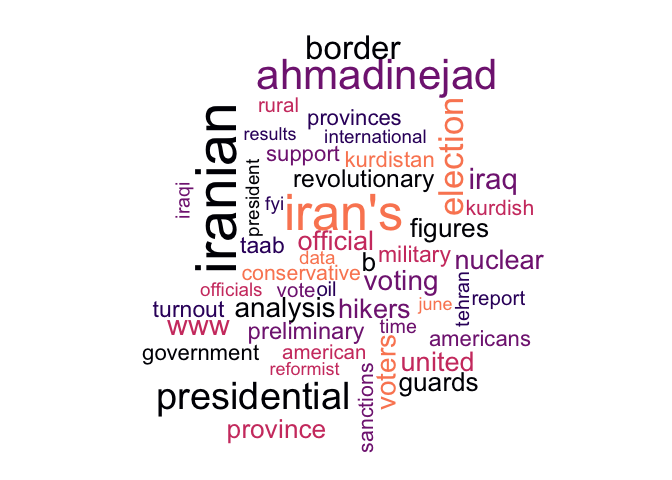 border
ahmadinejad
rural
provinces
results
international
election
iranian
support
kurdistan
president
revolutionary
iraq
iraqi
fyi
iran's
kurdish
figures
taab
official
data
b
military
nuclear
conservative
voting
officials
vote
oil
tehran
report
turnout
analysis
hikers
june
www
preliminary
time
americans
government
american
voters
united
reformist
sanctions
guards
presidential
province